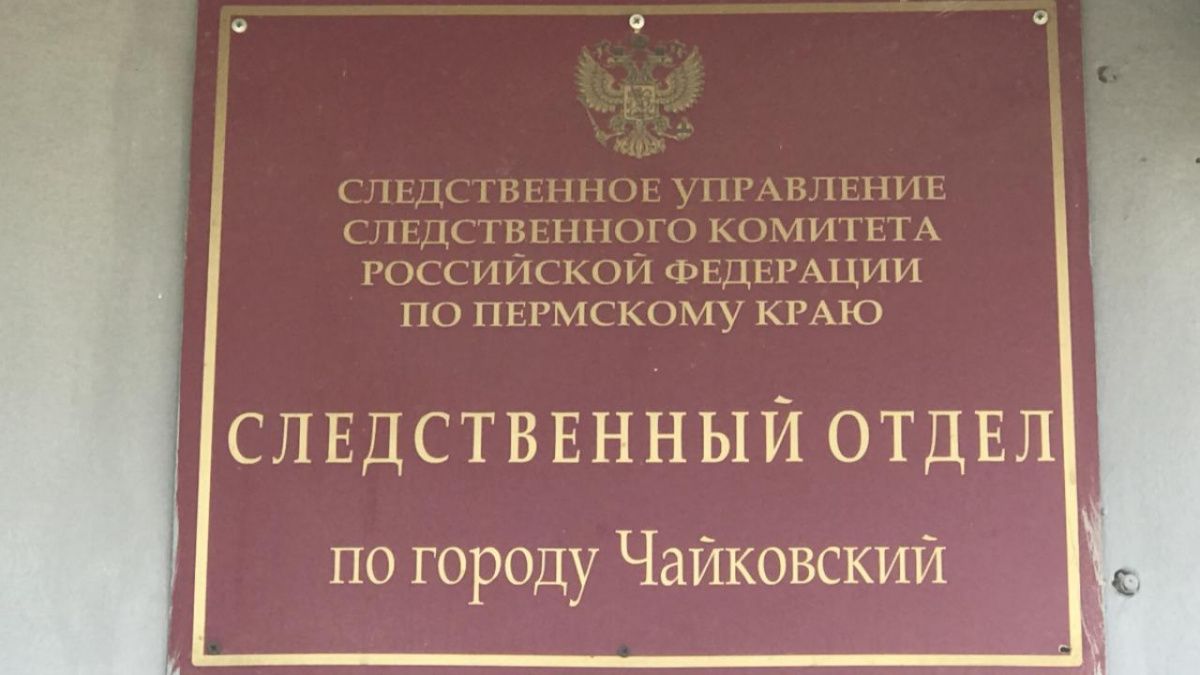 СЛЕДСТВЕННОЕ УПРАВЛЕНИЕ
СЛЕДСТВЕННОГО КОМИТЕТА
РОССИЙСКОЙ ФЕДЕРАЦИИ
ПО ПЕРМСКОМУ КРАЮ
СЛЕДСТВЕННЫЙ ОТДЕЛ
по городу Чайковский